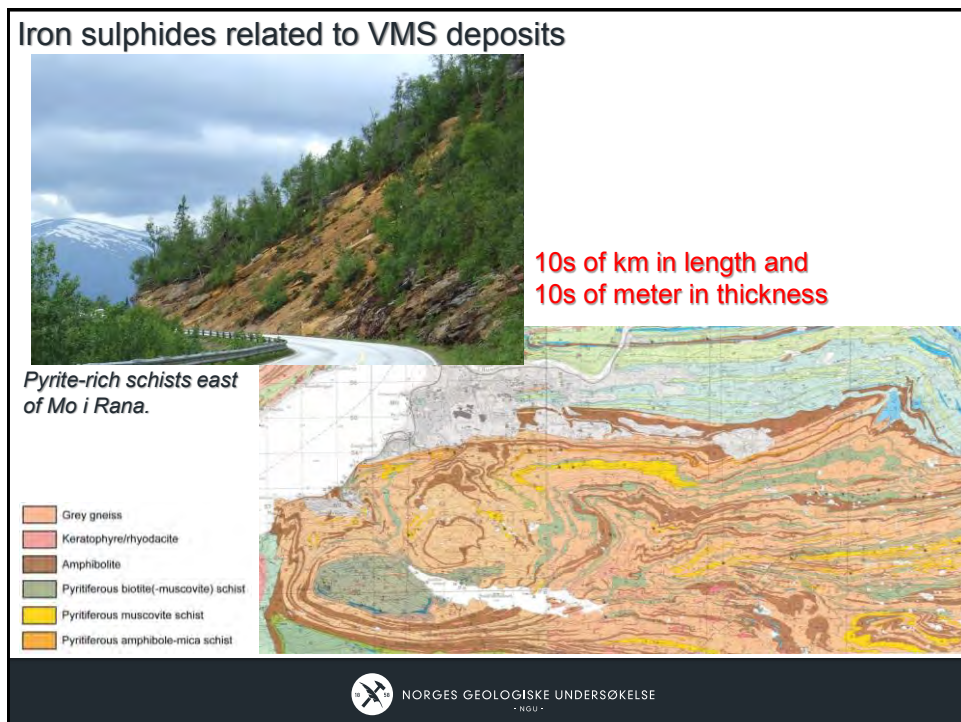 Iron sulphides related to VMS deposits
10s of km in length and
10s of meter in thickness
Pyrite-rich schists east
of Mo i Rana.
Grey gneiss
Keratophyre/rhyodacite
Amphibolite
Pyritiferous biotite(-muscovite) schist
Pyritiferous muscovite schist
Pyritiferous amphibole-mica schist
18 58
NORGES GEOLOGISKE UNDERSØKELSE
- NGU -